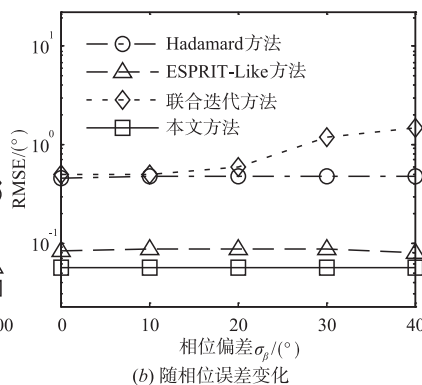 10¹
Hadamard方法
ESPRIT-Like方法
联合迭代方法
本文方法
RMSE/(°)
10⁰
10⁻¹
00
0 10 20 30 40
相位偏差σᵦ/(°)
(b) 随相位误差变化